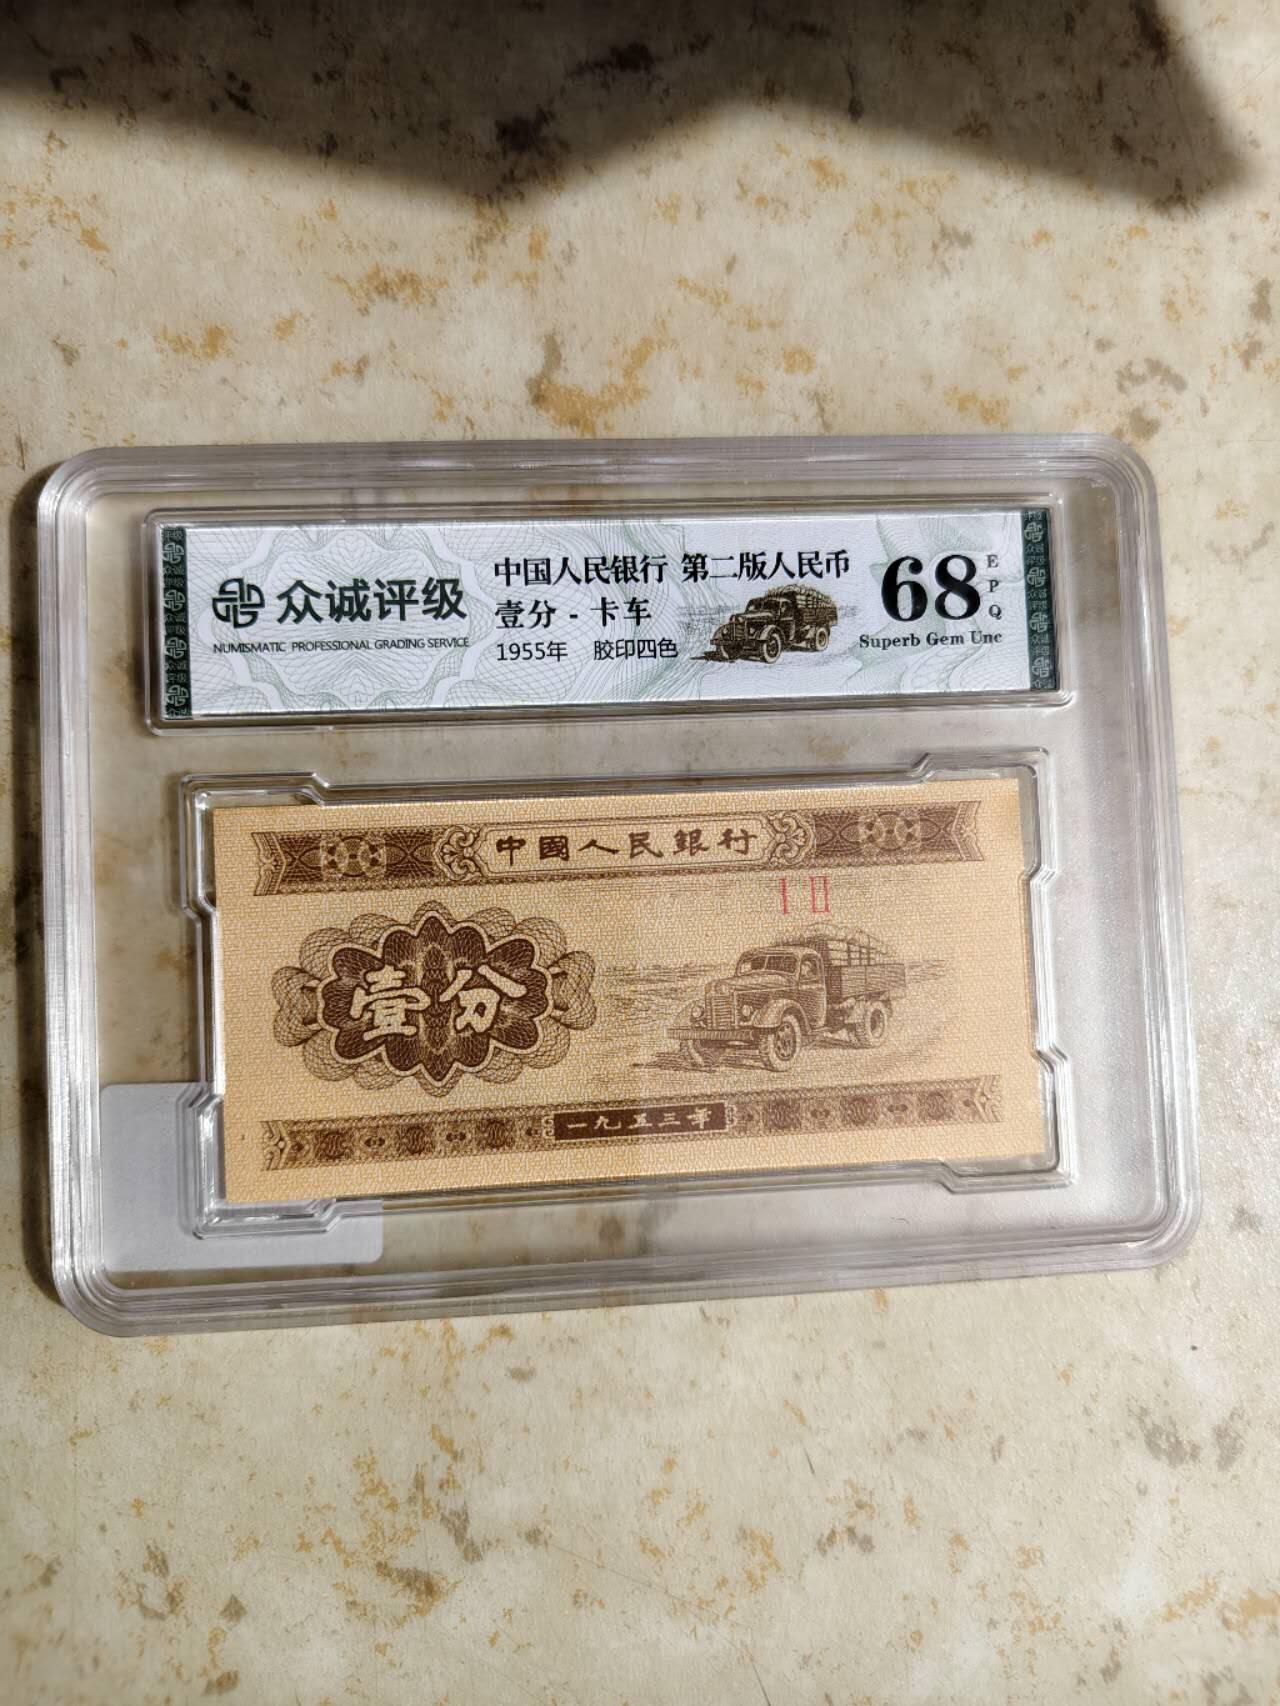 众诚评级
NUMISMATIC PROFESSIONAL GRADING SERVICE
中国人民银行 第二版人民币
壹分 - 卡车
1955年 胶印四色
68
EPQ
Superb Gem Unc
中國人民銀行
I II
壹分
一九五三年